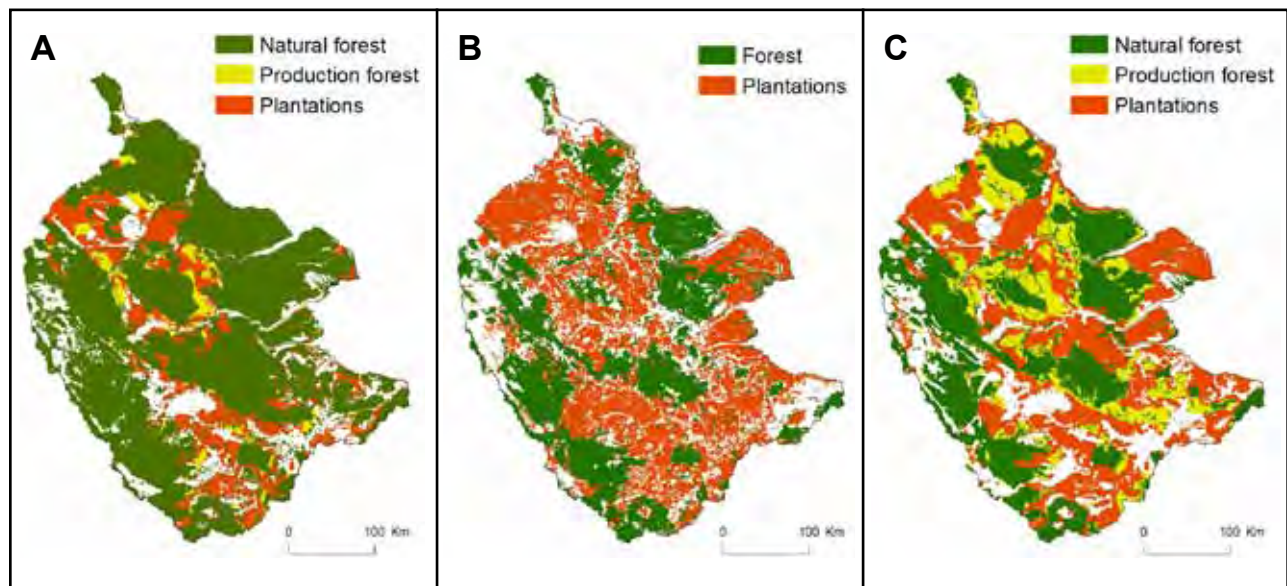 A
Natural forest
Production forest
Plantations
0 100 Km
B
Forest
Plantations
0 100 Km
C
Natural forest
Production forest
Plantations
0 100 Km